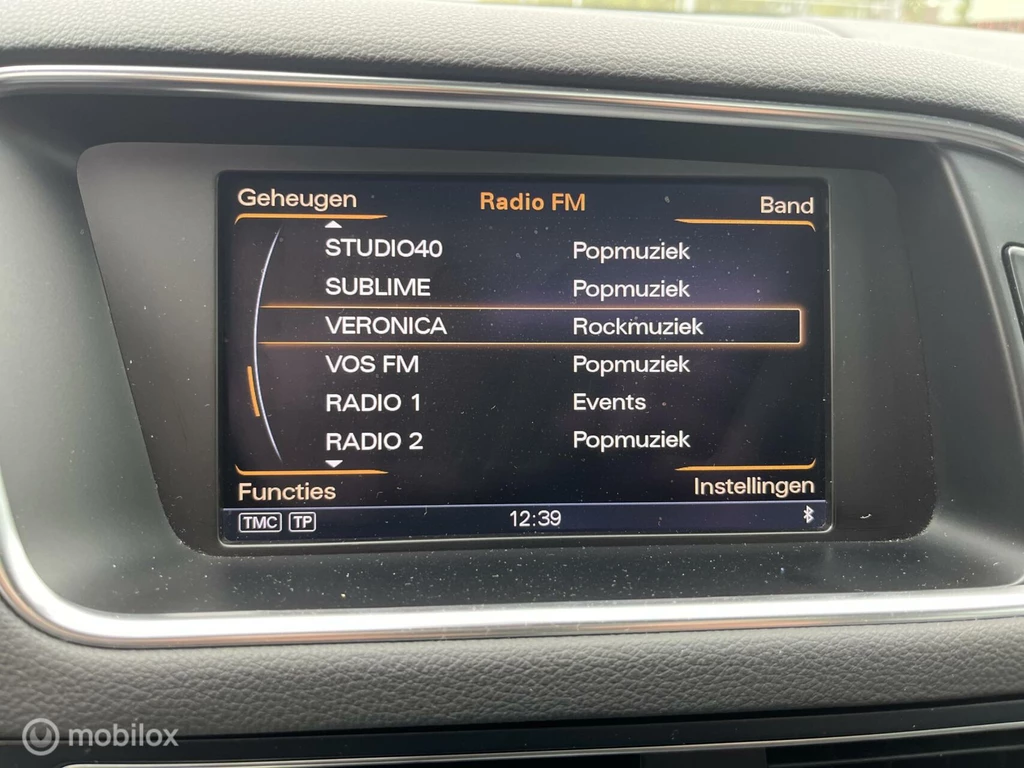 Geheugen Radio FM Band
STUDIO40 Popmuziek
SUBLIME Popmuziek
VERONICA Rockmuziek
VOS FM Popmuziek
RADIO 1 Events
RADIO 2 Popmuziek
Functies Instellingen
TMC TP 12:39
mobilox